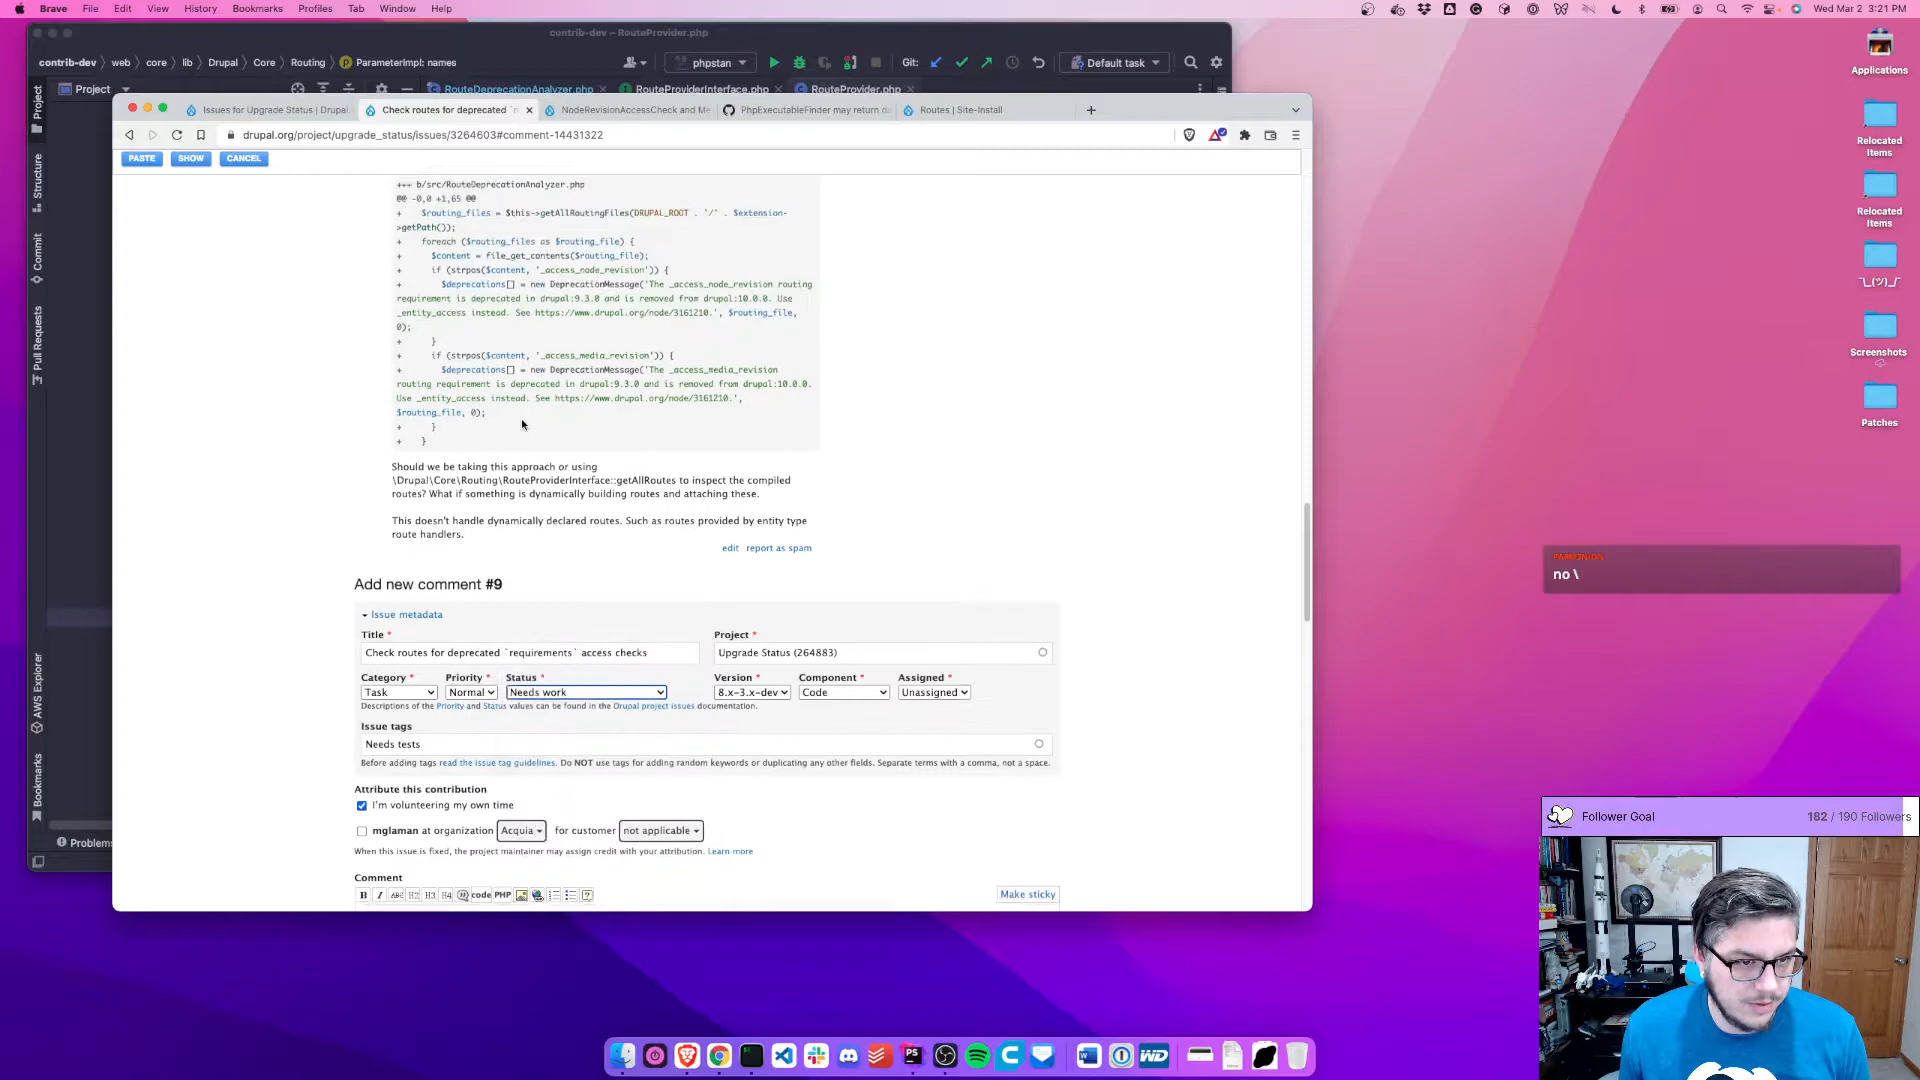 Brave File Edit View History Bookmarks Profiles Tab Window Help
Wed Mar 2 3:21 PM
contrib-dev – RouteProvider.php
contrib-dev web core lib Drupal Core Routing ParameterImpl: names
phpstan
Git:
Default task
Project
RouteDeprecationAnalyzer.php
RouteProviderInterface.php
RouteProvider.php
Issues for Upgrade Status | Drupal.
Check routes for deprecated `r
NodeRevisionAccessCheck and Me
PhpExecutableFinder may return da
Routes | Site-Install
drupal.org/project/upgrade_status/issues/3264603#comment-14431322
PASTE SHOW CANCEL
+++ b/src/RouteDeprecationAnalyzer.php
@@ -0,0 +1,65 @@
+ $routing_files = $this->getAllRoutingFiles(DRUPAL_ROOT . '/' . $extension-
>getPath());
+ foreach ($routing_files as $routing_file) {
+ $content = file_get_contents($routing_file);
+ if (strpos($content, '_access_node_revision')) {
+ $deprecations[] = new DeprecationMessage('The _access_node_revision routing
requirement is deprecated in drupal:9.3.0 and is removed from drupal:10.0.0. Use
_entity_access instead. See https://www.drupal.org/node/3161210.', $routing_file,
0);
+ }
+ if (strpos($content, '_access_media_revision')) {
+ $deprecations[] = new DeprecationMessage('The _access_media_revision
routing requirement is deprecated in drupal:9.3.0 and is removed from drupal:10.0.0.
Use _entity_access instead. See https://www.drupal.org/node/3161210.',
$routing_file, 0);
+ }
+ }
Should we be taking this approach or using
\Drupal\Core\Routing\RouteProviderInterface::getAllRoutes to inspect the compiled
routes? What if something is dynamically building routes and attaching these.
This doesn't handle dynamically declared routes. Such as routes provided by entity type
route handlers.
edit report as spam
Add new comment #9
Issue metadata
Title *
Project *
Check routes for deprecated `requirements` access checks
Upgrade Status (264883)
Category * Priority * Status * Version * Component * Assigned *
Task Normal Needs work 8.x-3.x-dev Code Unassigned
Descriptions of the Priority and Status values can be found in the Drupal project issues documentation.
Issue tags
Needs tests
Before adding tags read the issue tag guidelines. Do NOT use tags for adding random keywords or duplicating any other fields. Separate terms with a comma, not a space.
Attribute this contribution
I'm volunteering my own time
mglaman at organization Acquia for customer not applicable
When this issue is fixed, the project maintainer may assign credit with your attribution. Learn more
Comment
B I ABC H2 H3 H4 code PHP
Make sticky
Project
Structure
Commit
Pull Requests
AWS Explorer
Bookmarks
Problems
Applications
Relocated
Items
Relocated
Items
¯\_(ツ)_/¯
Screenshots
Patches
no \
Follower Goal
182 / 190 Followers
PS
W
WD